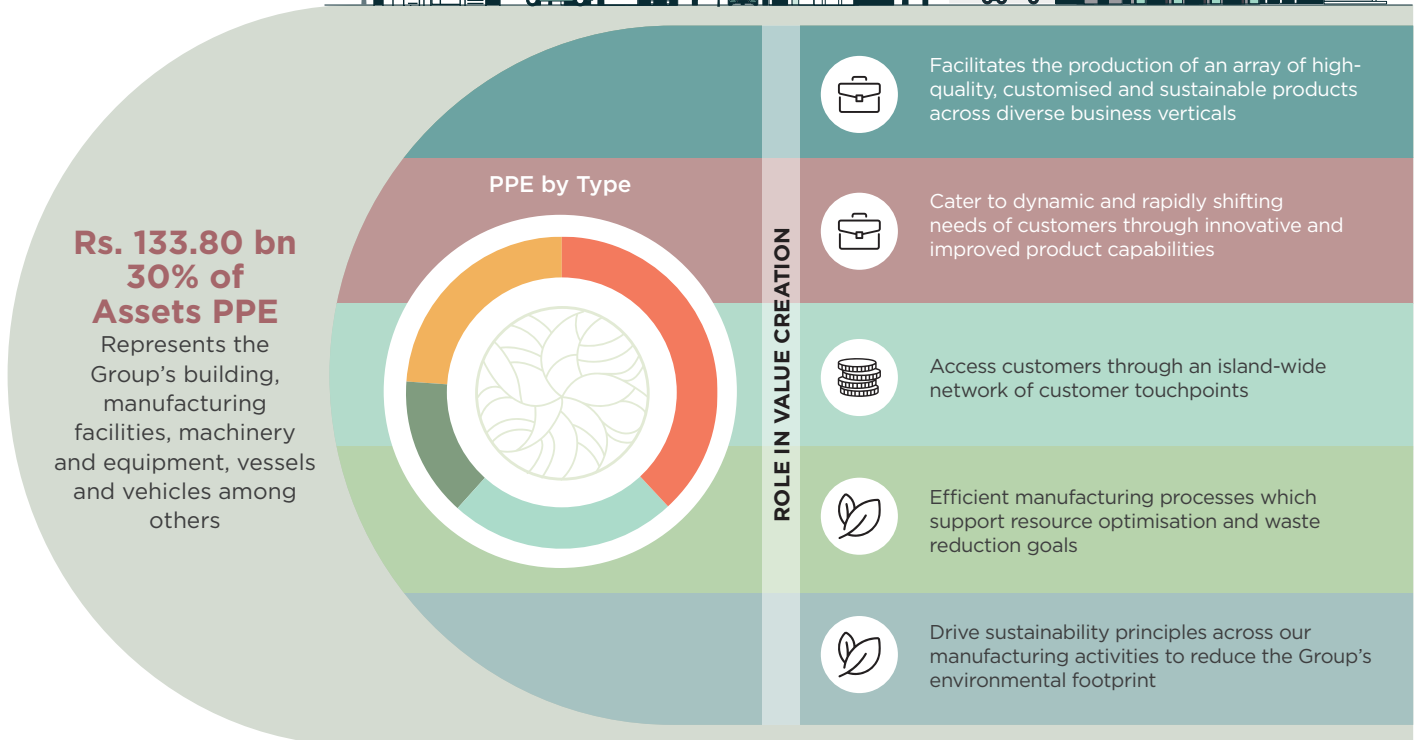 Rs. 133.80 bn
30% of
Assets PPE
Represents the
Group’s building,
manufacturing
facilities, machinery
and equipment, vessels
and vehicles among
others
PPE by Type
ROLE IN VALUE CREATION
Facilitates the production of an array of high-
quality, customised and sustainable products
across diverse business verticals
Cater to dynamic and rapidly shifting
needs of customers through innovative and
improved product capabilities
Access customers through an island-wide
network of customer touchpoints
Efficient manufacturing processes which
support resource optimisation and waste
reduction goals
Drive sustainability principles across our
manufacturing activities to reduce the Group’s
environmental footprint